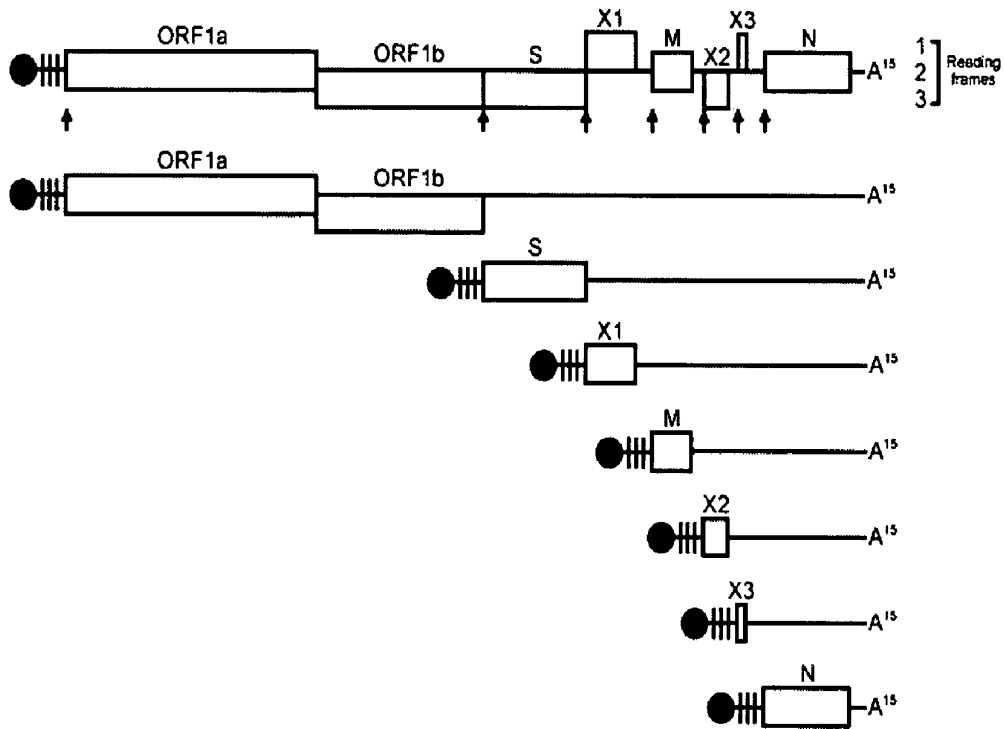 X1 X3
ORF1a M N
ORF1b S X2
A15 1 Reading
2 frames
3
ORF1a
ORF1b
A15
S
A15
X1
A15
M
A15
X2
A15
X3
A15
N
A15